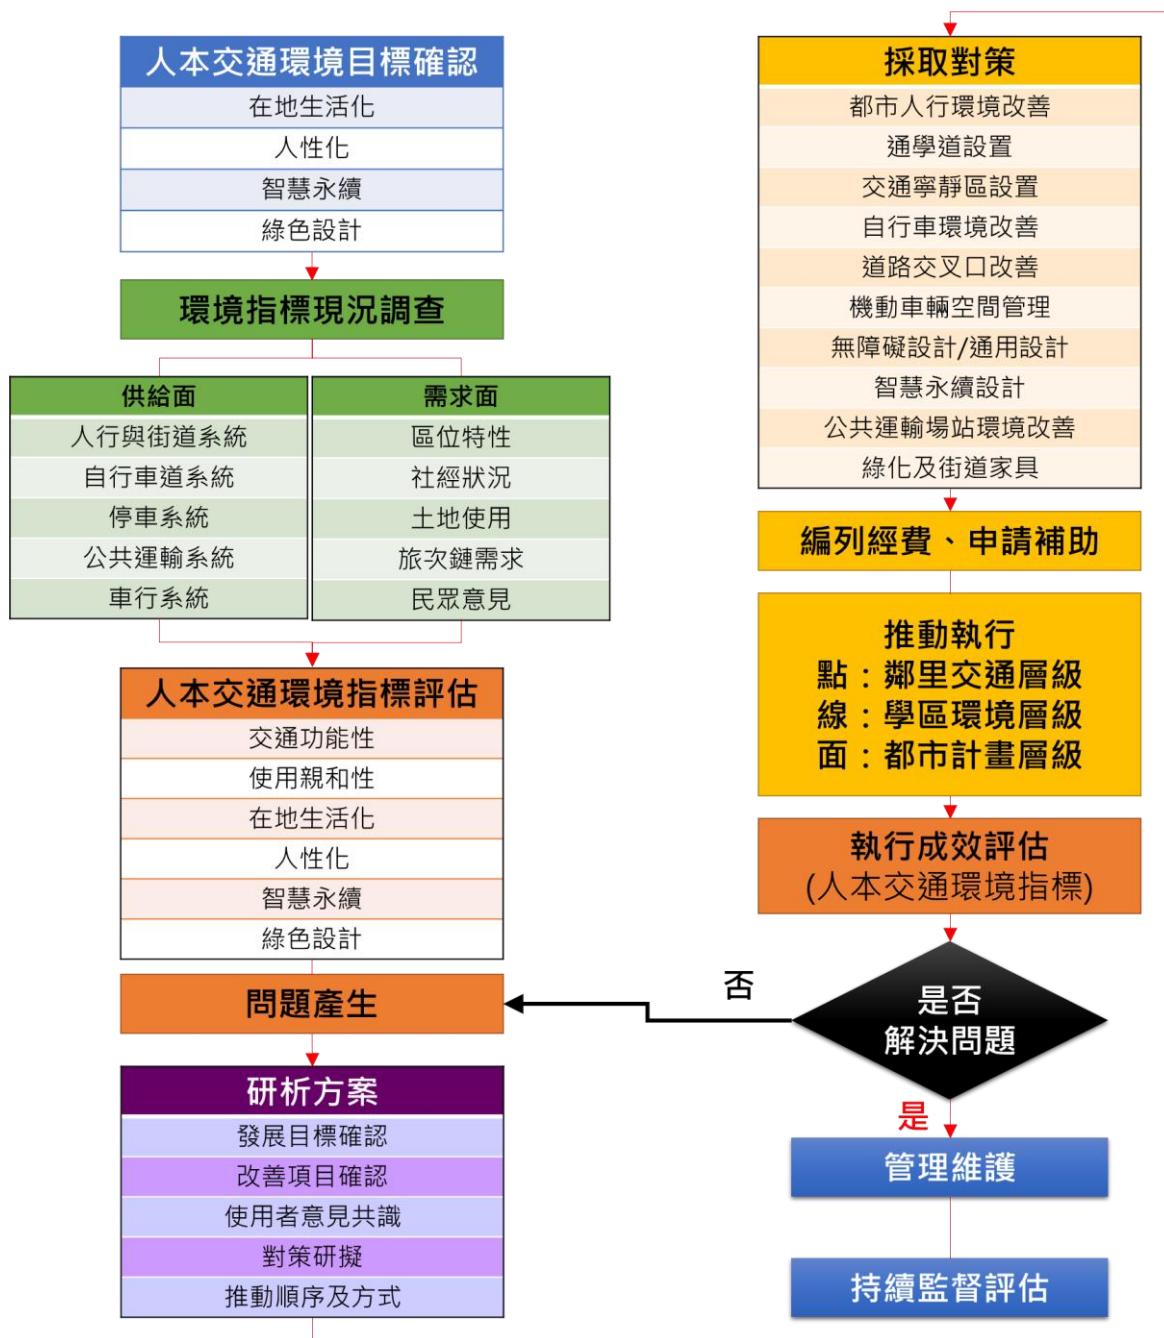 人本交通環境目標確認
在地生活化
人性化
智慧永續
綠色設計
環境指標現況調查
供給面
人行與街道系統
自行車道系統
停車系統
公共運輸系統
車行系統
需求面
區位特性
社經狀況
土地使用
旅次鏈需求
民眾意見
人本交通環境指標評估
交通功能性
使用親和性
在地生活化
人性化
智慧永續
綠色設計
問題產生
研析方案
發展目標確認
改善項目確認
使用者意見共識
對策研擬
推動順序及方式
採取對策
都市人行環境改善
通學道設置
交通寧靜區設置
自行車環境改善
道路交叉口改善
機動車輛空間管理
無障礙設計/通用設計
智慧永續設計
公共運輸場站環境改善
綠化及街道家具
編列經費、申請補助
推動執行
點：鄰里交通層級
線：學區環境層級
面：都市計畫層級
執行成效評估
(人本交通環境指標)
是否
解決問題
否
是
管理維護
持續監督評估